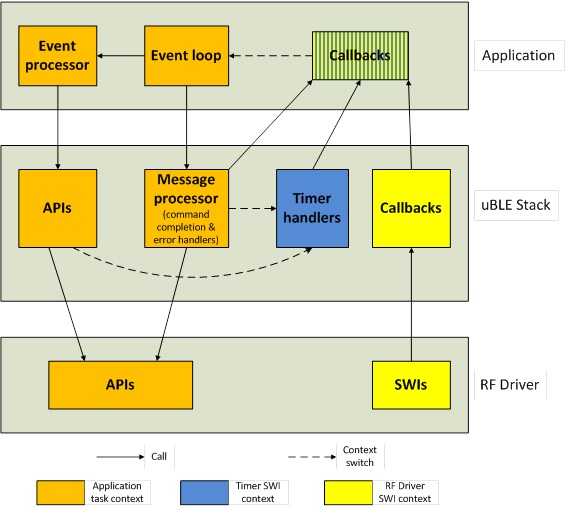 Event
processor
Event loop
Callbacks
Application
APIs
Message
processor
(command
completion &
error handlers)
Timer
handlers
Callbacks
uBLE Stack
APIs
SWIs
RF Driver
Call
Context
switch
Application
task context
Timer SWI
context
RF Driver
SWI context